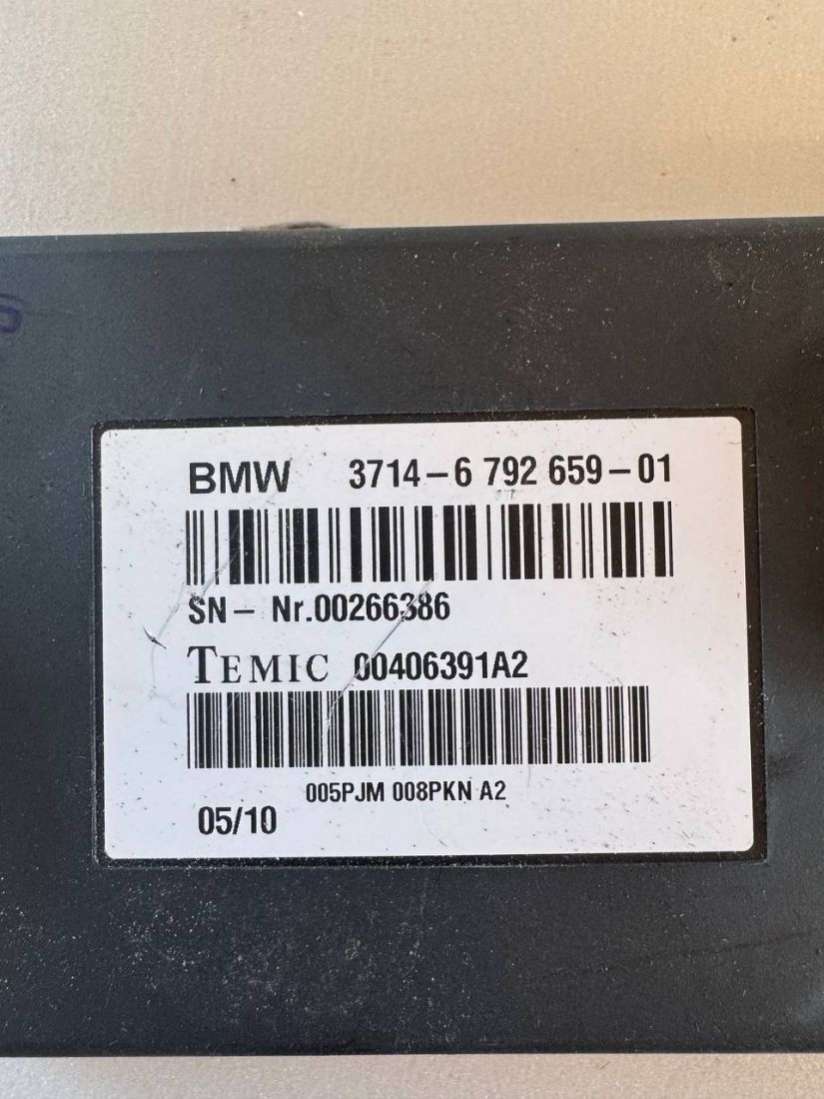 BMW 3714-6 792 659-01
SN- Nr.00266386
TEMIC 00406391A2
005PJM 008PKN A2
05/10